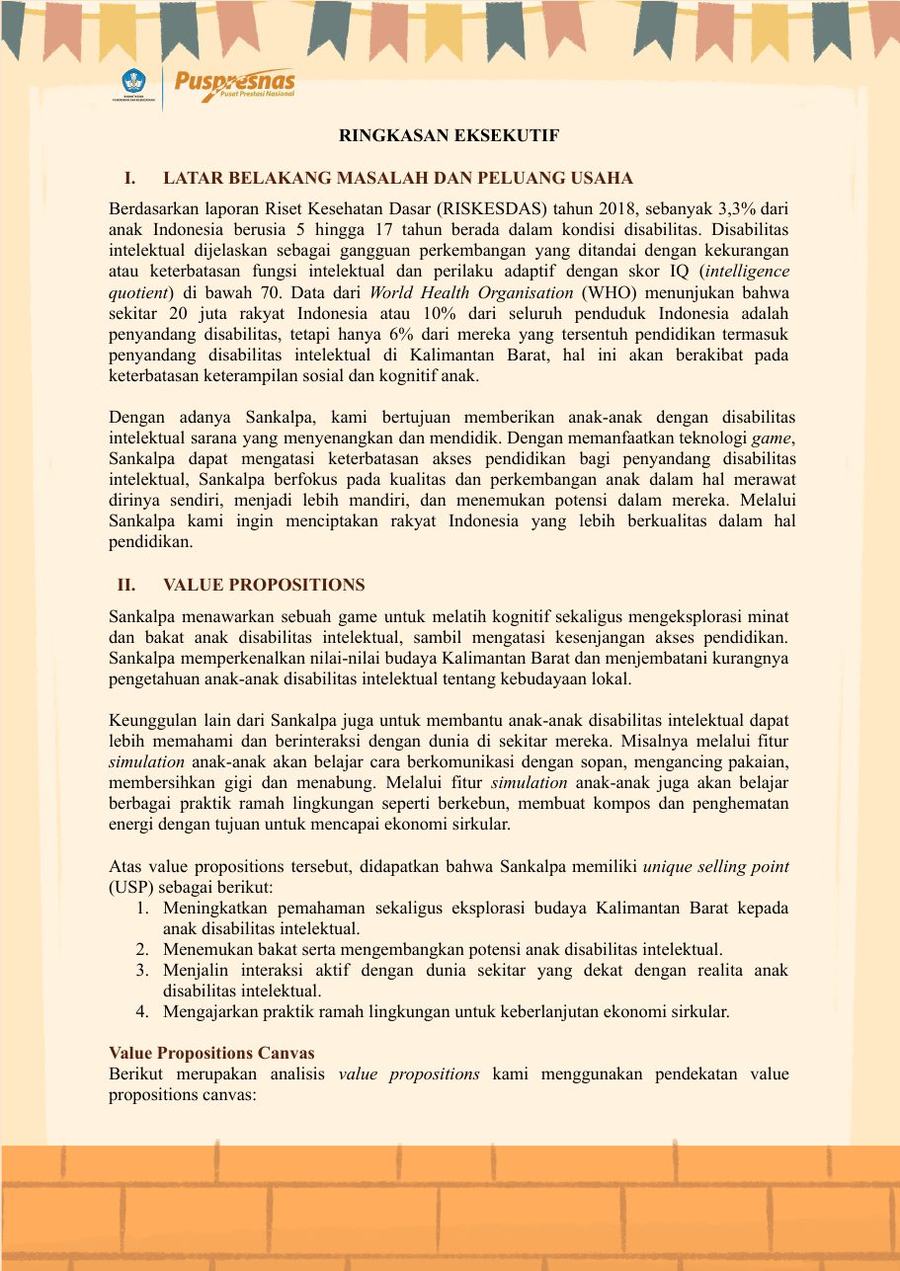 Puspresnas
Pusat Prestasi Nasional
RINGKASAN EKSEKUTIF
I. LATAR BELAKANG MASALAH DAN PELUANG USAHA
Berdasarkan laporan Riset Kesehatan Dasar (RISKESDAS) tahun 2018, sebanyak 3,3% dari
anak Indonesia berusia 5 hingga 17 tahun berada dalam kondisi disabilitas. Disabilitas
intelektual dijelaskan sebagai gangguan perkembangan yang ditandai dengan kekurangan
atau keterbatasan fungsi intelektual dan perilaku adaptif dengan skor IQ (intelligence
quotient) di bawah 70. Data dari World Health Organisation (WHO) menunjukan bahwa
sekitar 20 juta rakyat Indonesia atau 10% dari seluruh penduduk Indonesia adalah
penyandang disabilitas, tetapi hanya 6% dari mereka yang tersentuh pendidikan termasuk
penyandang disabilitas intelektual di Kalimantan Barat, hal ini akan berakibat pada
keterbatasan keterampilan sosial dan kognitif anak.
Dengan adanya Sankalpa, kami bertujuan memberikan anak-anak dengan disabilitas
intelektual sarana yang menyenangkan dan mendidik. Dengan memanfaatkan teknologi game,
Sankalpa dapat mengatasi keterbatasan akses pendidikan bagi penyandang disabilitas
intelektual, Sankalpa berfokus pada kualitas dan perkembangan anak dalam hal merawat
dirinya sendiri, menjadi lebih mandiri, dan menemukan potensi dalam mereka. Melalui
Sankalpa kami ingin menciptakan rakyat Indonesia yang lebih berkualitas dalam hal
pendidikan.
II. VALUE PROPOSITIONS
Sankalpa menawarkan sebuah game untuk melatih kognitif sekaligus mengeksplorasi minat
dan bakat anak disabilitas intelektual, sambil mengatasi kesenjangan akses pendidikan.
Sankalpa memperkenalkan nilai-nilai budaya Kalimantan Barat dan menjembatani kurangnya
pengetahuan anak-anak disabilitas intelektual tentang kebudayaan lokal.
Keunggulan lain dari Sankalpa juga untuk membantu anak-anak disabilitas intelektual dapat
lebih memahami dan berinteraksi dengan dunia di sekitar mereka. Misalnya melalui fitur
simulation anak-anak akan belajar cara berkomunikasi dengan sopan, mengancing pakaian,
membersihkan gigi dan menabung. Melalui fitur simulation anak-anak juga akan belajar
berbagai praktik ramah lingkungan seperti berkebun, membuat kompos dan penghematan
energi dengan tujuan untuk mencapai ekonomi sirkular.
Atas value propositions tersebut, didapatkan bahwa Sankalpa memiliki unique selling point
(USP) sebagai berikut:
1. Meningkatkan pemahaman sekaligus eksplorasi budaya Kalimantan Barat kepada
anak disabilitas intelektual.
2. Menemukan bakat serta mengembangkan potensi anak disabilitas intelektual.
3. Menjalin interaksi aktif dengan dunia sekitar yang dekat dengan realita anak
disabilitas intelektual.
4. Mengajarkan praktik ramah lingkungan untuk keberlanjutan ekonomi sirkular.
Value Propositions Canvas
Berikut merupakan analisis value propositions kami menggunakan pendekatan value
propositions canvas: